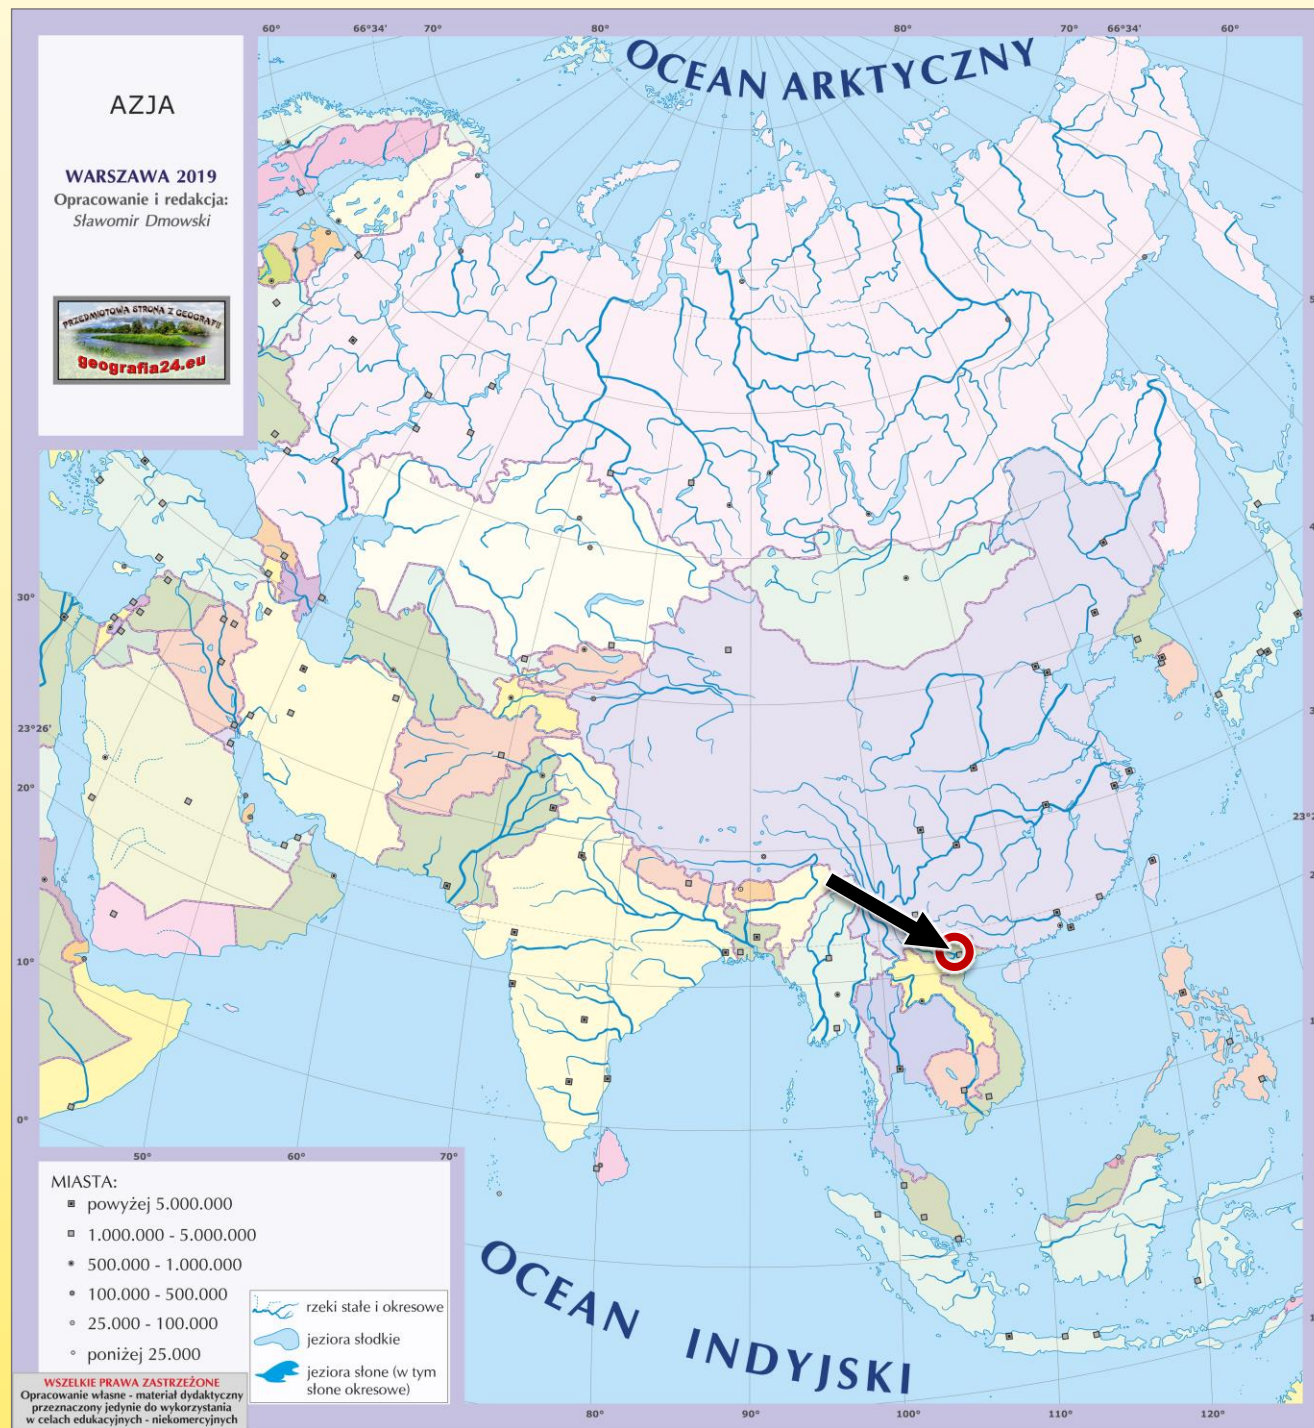 60°
66°34'
70°
80°
80°
70°
66°34'
60°
OCEAN ARKTYCZNY
AZJA
WARSZAWA 2019
Opracowanie i redakcja:
Sławomir Dmowski
PRZEDMIOTOWA STRONA Z GEOGRAFII
geografia24.eu
30°
23°26'
20°
10°
0°
50°
60°
70°
MIASTA:
powyżej 5.000.000
1.000.000 - 5.000.000
500.000 - 1.000.000
100.000 - 500.000
25.000 - 100.000
poniżej 25.000
rzeki stałe i okresowe
jeziora słodkie
jeziora słone (w tym
słone okresowe)
OCEAN INDYJSKI
WSZELKIE PRAWA ZASTRZEŻONE
Opracowanie własne - materiał dydaktyczny
przeznaczony jedynie do wykorzystania
w celach edukacyjnych - niekomercyjnych
80°
90°
100°
110°
120°